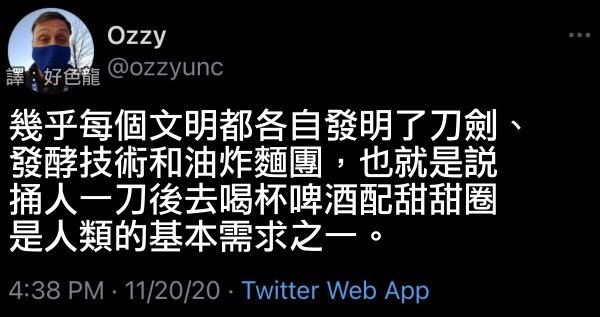 Ozzy
譯：好色龍
@ozzyunc
幾乎每個文明都各自發明了刀劍、
發酵技術和油炸麵團，也就是説
捅人一刀後去喝杯啤酒配甜甜圈
是人類的基本需求之一。
4:38 PM · 11/20/20 · Twitter Web App